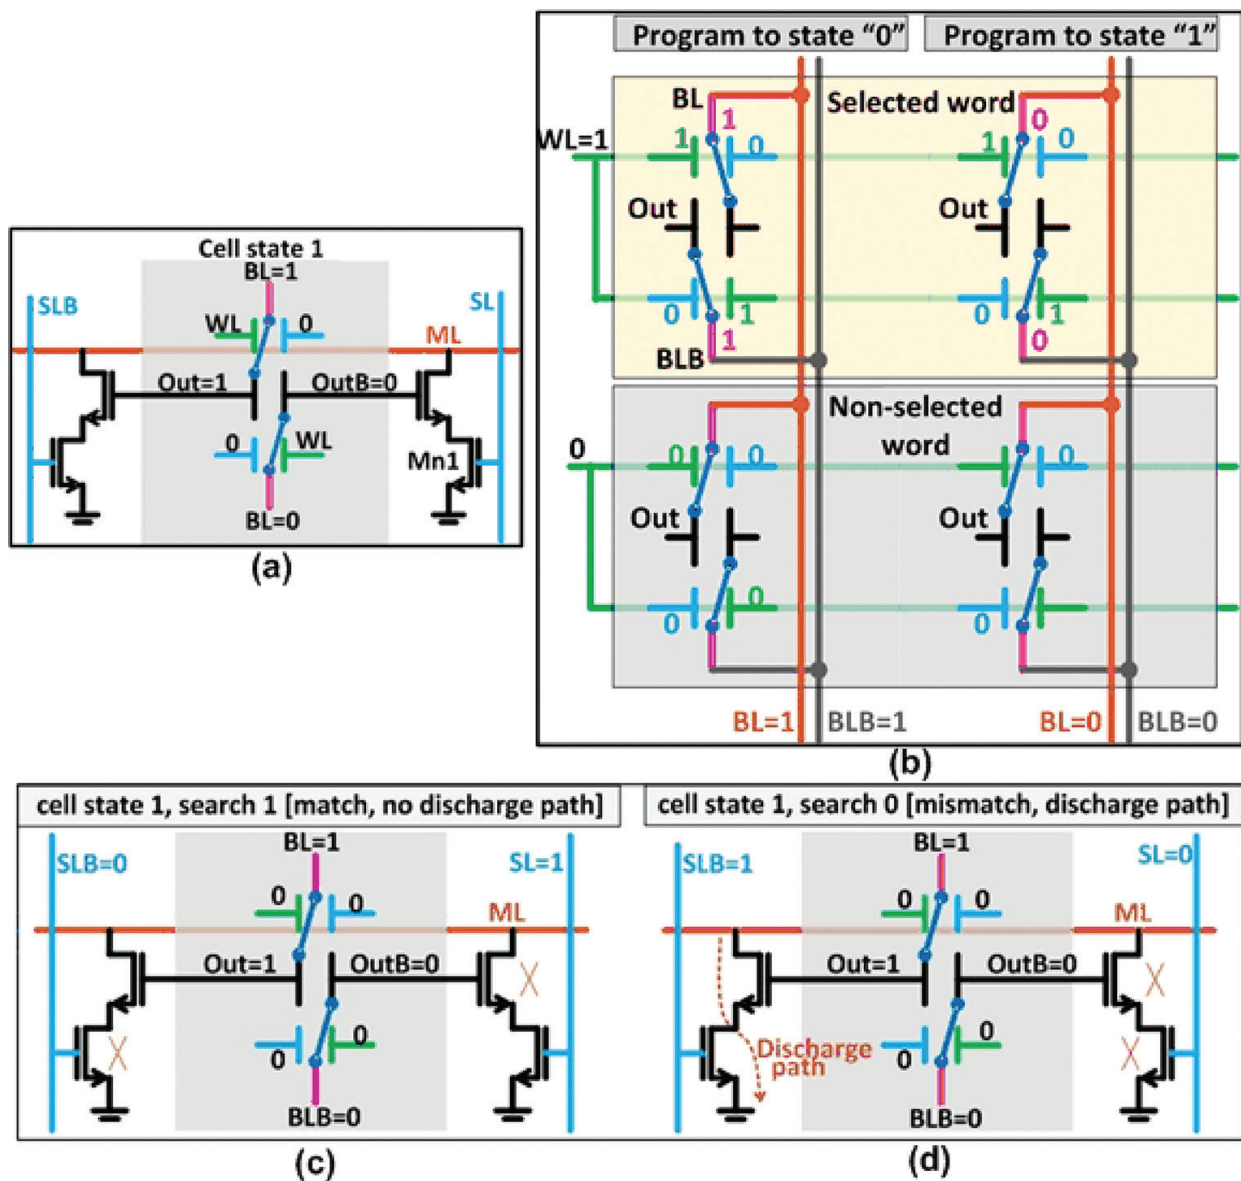 Cell state 1
BL=1
SLB
SL
WL
0
ML
Out=1
OutB=0
0
WL
Mn1
BL=0
(a)
Program to state “0”
Program to state “1”
BL
Selected word
1
0
WL=1
1
0
1
0
Out
Out
0
1
0
1
BLB
1
0
Non-selected
word
0
0
0
0
Out
Out
0
0
0
BL=1
BLB=1
BL=0
BLB=0
(b)
cell state 1, search 1 [match, no discharge path]
BL=1
SLB=0
SL=1
0
0
ML
Out=1
OutB=0
X
X
0
0
BLB=0
(c)
cell state 1, search 0 [mismatch, discharge path]
BL=1
SLB=1
SL=0
0
0
ML
Out=1
OutB=0
X
0
0
X
Discharge
path
BLB=0
(d)